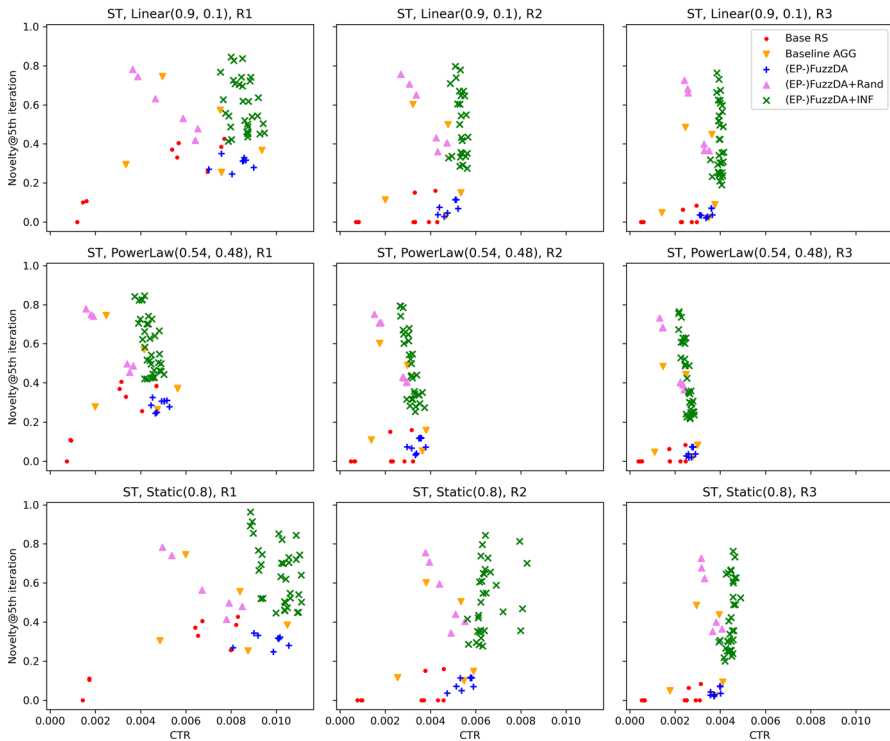 ST, Linear(0.9, 0.1), R1
ST, Linear(0.9, 0.1), R2
ST, Linear(0.9, 0.1), R3
Base RS
Baseline AGG
(EP-)FuzzDA
(EP-)FuzzDA+Rand
(EP-)FuzzDA+INF
Novelty@5th iteration
1.0
0.8
0.6
0.4
0.2
0.0
ST, PowerLaw(0.54, 0.48), R1
ST, PowerLaw(0.54, 0.48), R2
ST, PowerLaw(0.54, 0.48), R3
Novelty@5th iteration
1.0
0.8
0.6
0.4
0.2
0.0
ST, Static(0.8), R1
ST, Static(0.8), R2
ST, Static(0.8), R3
Novelty@5th iteration
1.0
0.8
0.6
0.4
0.2
0.0
0.000 0.002 0.004 0.006 0.008 0.010
CTR
0.000 0.002 0.004 0.006 0.008 0.010
CTR
0.000 0.002 0.004 0.006 0.008 0.010
CTR